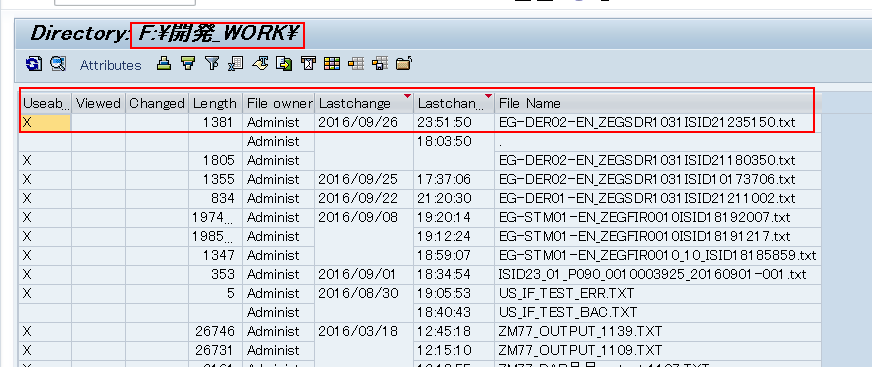 Directory: F:¥開発_WORK¥
Attributes
Useab... Viewed Changed Length File owner Lastchange Lastchan... File Name
X 1381 Administ 2016/09/26 23:51:50 EG-DER02-EN_ZEGSDR1031ISID21235150.txt
Administ 18:03:50 .
X 1805 Administ EG-DER02-EN_ZEGSDR1031ISID21180350.txt
X 1355 Administ 2016/09/25 17:37:06 EG-DER02-EN_ZEGSDR1031ISID10173706.txt
X 834 Administ 2016/09/22 21:20:30 EG-DER01-EN_ZEGSDR1031ISID21211002.txt
X 1974... Administ 2016/09/08 19:20:14 EG-STM01-EN_ZEGFIR0010ISID18192007.txt
X 1985... Administ 19:12:24 EG-STM01-EN_ZEGFIR0010ISID18191217.txt
X 1347 Administ 18:59:07 EG-STM01-EN_ZEGFIR0010_10_ISID18185859.txt
X 353 Administ 2016/09/01 18:34:54 ISID23_01_P090_0010003925_20160901-001.txt
X 5 Administ 2016/08/30 19:05:53 US_IF_TEST_ERR.TXT
X Administ 18:40:43 US_IF_TEST_BAC.TXT
X 26746 Administ 2016/03/18 12:45:18 ZM77_OUTPUT_1139.TXT
X 26731 Administ 12:15:10 ZM77_OUTPUT_1109.TXT